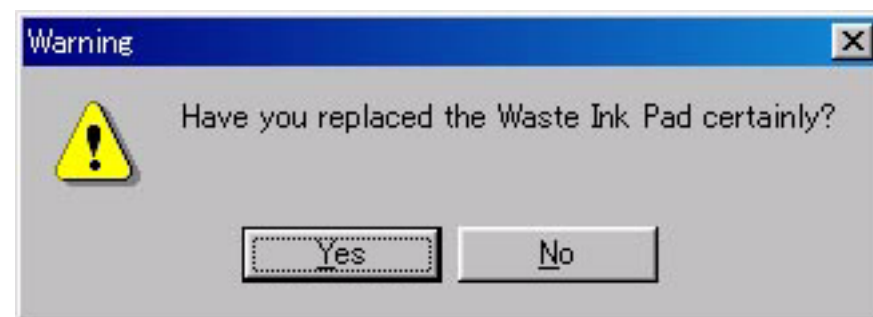 Warning
Have you replaced the Waste Ink Pad certainly?
Yes No